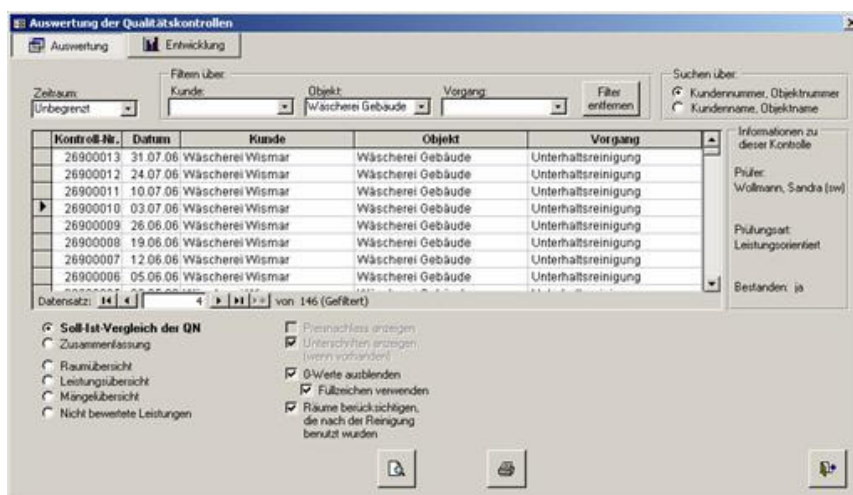 Auswertung der Qualitätskontrollen
Auswertung
Entwicklung
Zeitraum:
Unbegrenzt
Filtern über:
Kunde:
Objekt:
Wäscherei Gebäude
Vorgang:
Filter
entfernen
Suchen über:
Kundennummer, Objektnummer
Kundenname, Objektname
Kontroll-Nr. Datum Kunde Objekt Vorgang
26900013 31.07.06 Wäscherei Wismar Wäscherei Gebäude Unterhaltsreinigung
26900012 24.07.06 Wäscherei Wismar Wäscherei Gebäude Unterhaltsreinigung
26900011 10.07.06 Wäscherei Wismar Wäscherei Gebäude Unterhaltsreinigung
26900010 03.07.06 Wäscherei Wismar Wäscherei Gebäude Unterhaltsreinigung
26900009 26.06.06 Wäscherei Wismar Wäscherei Gebäude Unterhaltsreinigung
26900008 19.06.06 Wäscherei Wismar Wäscherei Gebäude Unterhaltsreinigung
26900007 12.06.06 Wäscherei Wismar Wäscherei Gebäude Unterhaltsreinigung
26900006 05.06.06 Wäscherei Wismar Wäscherei Gebäude Unterhaltsreinigung
Datensatz: 4 von 146 (Gefiltert)
Informationen zu
dieser Kontrolle
Prüfer:
Wollmann, Sandra (sw)
Prüfungsart:
Leistungsorientiert
Bestanden: ja
Soll-Ist-Vergleich der QN
Zusammenfassung
Raumübersicht
Leistungsübersicht
Mängelübersicht
Nicht bewertete Leistungen
Preisnachlass anzeigen
Unterschriften anzeigen
(wenn vorhanden)
0-Werte ausblenden
Füllzeichen verwenden
Räume berücksichtigen,
die nach der Reinigung
benutzt wurden